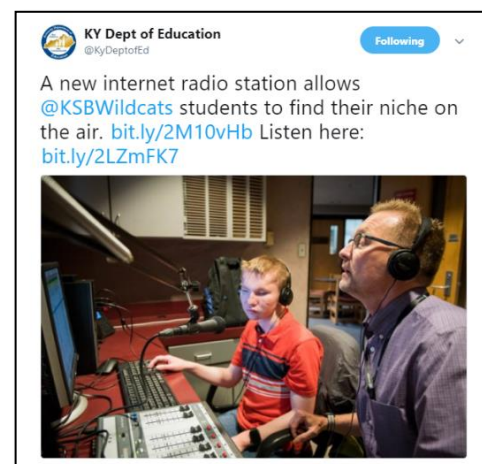 KY Dept of Education
@KyDeptofEd
Following
A new internet radio station allows
@KSBWildcats students to find their niche on
the air. bit.ly/2M10vHb Listen here:
bit.ly/2LZmFK7